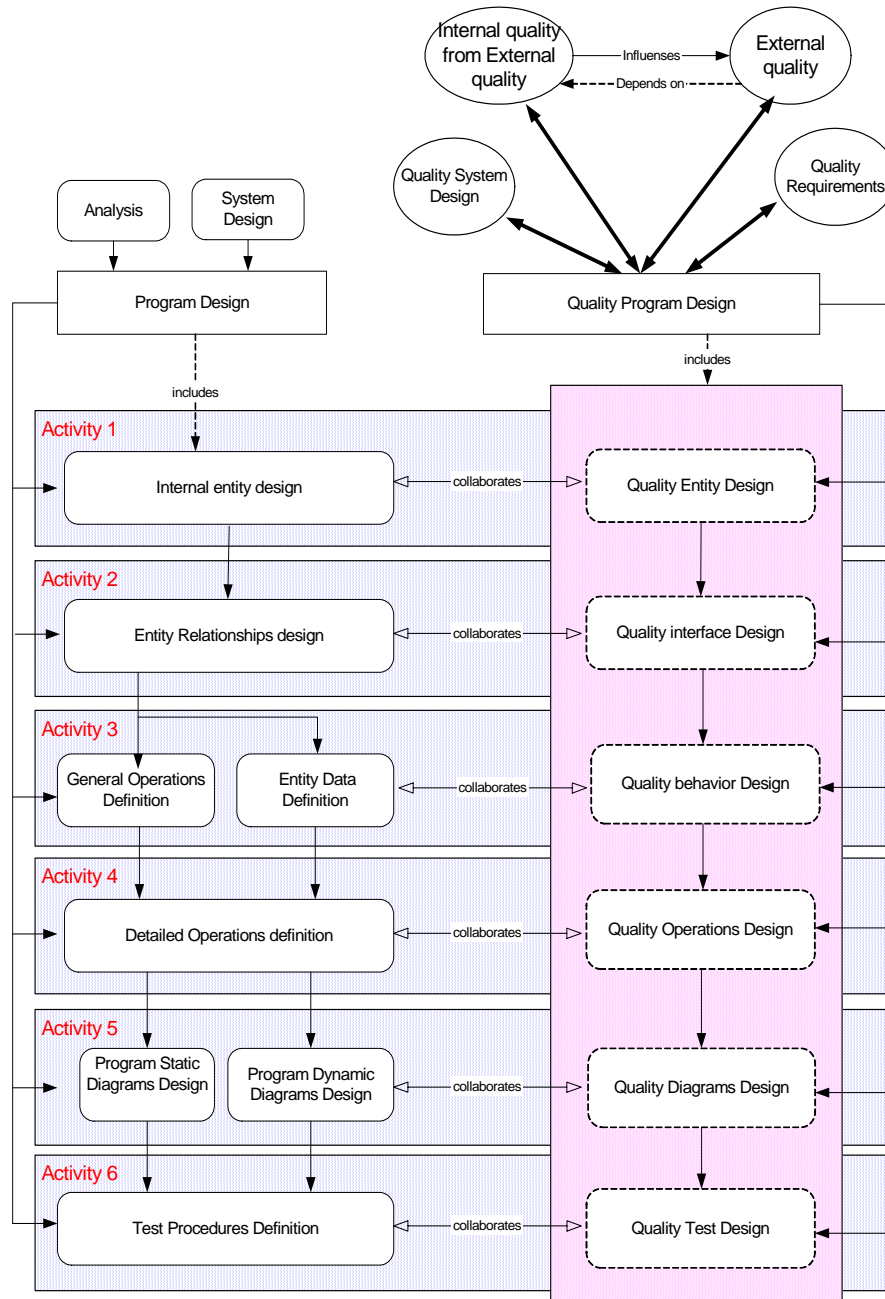 Internal quality
from External
quality
Influenses
External
quality
Depends on
Quality System
Design
Quality
Requirements
Analysis
System
Design
Program Design
Quality Program Design
includes
includes
Activity 1
Internal entity design
collaborates
Quality Entity Design
Activity 2
Entity Relationships design
collaborates
Quality interface Design
Activity 3
General Operations
Definition
Entity Data
Definition
collaborates
Quality behavior Design
Activity 4
Detailed Operations definition
collaborates
Quality Operations Design
Activity 5
Program Static
Diagrams Design
Program Dynamic
Diagrams Design
collaborates
Quality Diagrams Design
Activity 6
Test Procedures Definition
collaborates
Quality Test Design